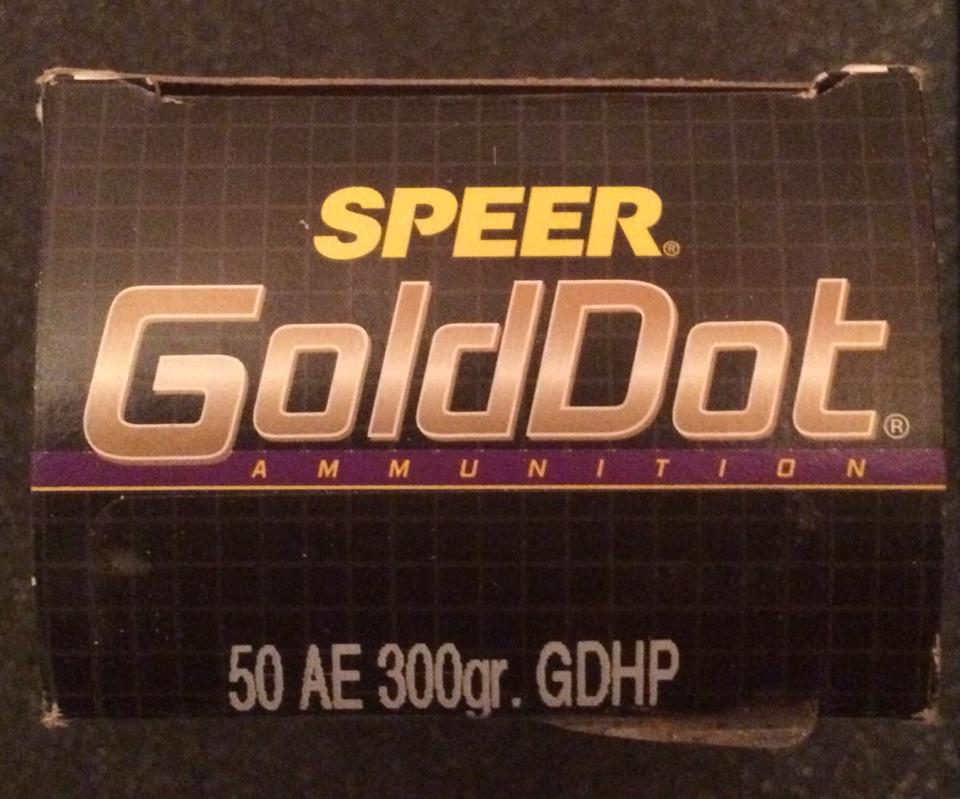 SPEER®
GoldDot®
AMMUNITION
50 AE 300gr. GDHP